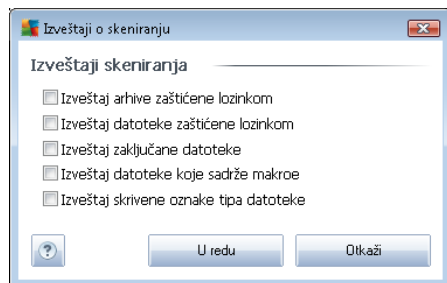 Izveštaji o skeniranju
Izveštaji skeniranja
Izveštaj arhive zaštićene lozinkom
Izveštaj datoteke zaštićene lozinkom
Izveštaj zaključane datoteke
Izveštaj datoteke koje sadrže makroe
Izveštaj skrivene oznake tipa datoteke
? U redu Otkaži